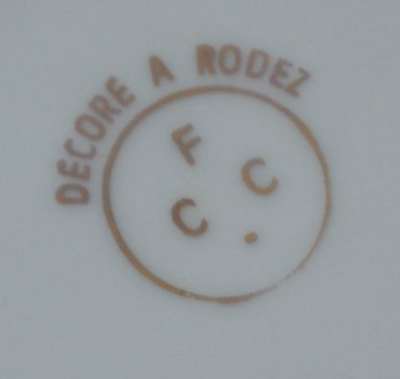 DECORE A RODEZ
F
C C .